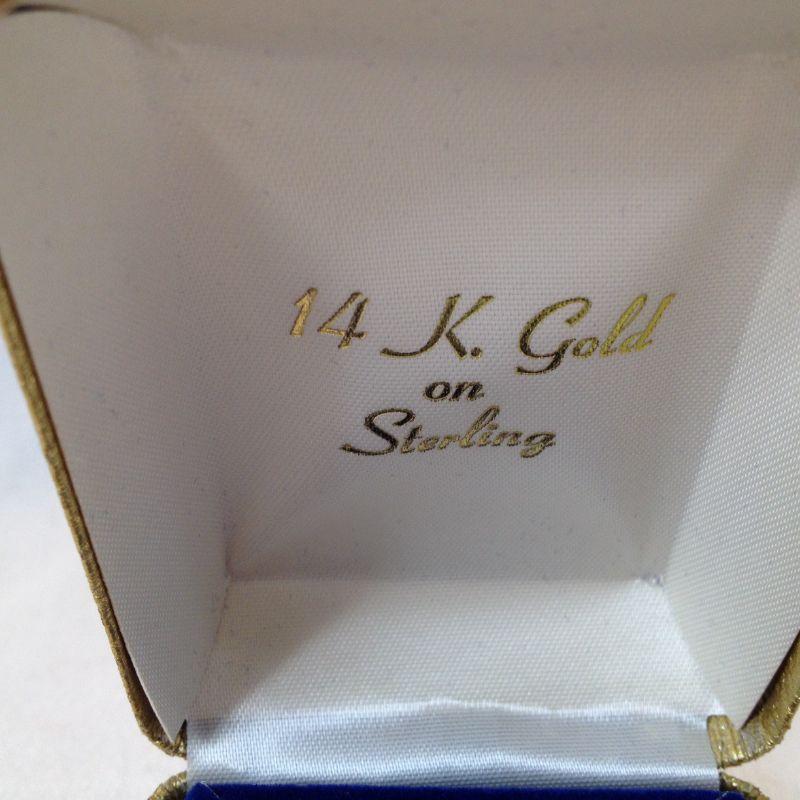 14 K. Gold
on
Sterling